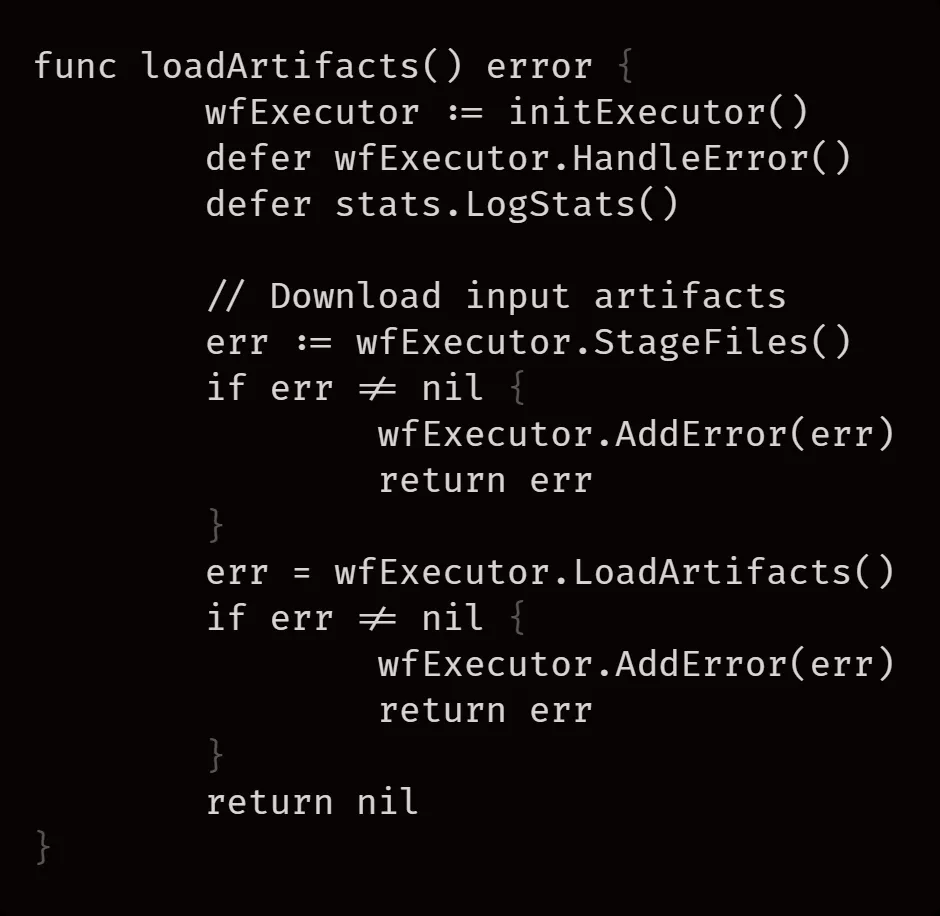 func loadArtifacts() error {
        wfExecutor := initExecutor()
        defer wfExecutor.HandleError()
        defer stats.LogStats()

        // Download input artifacts
        err := wfExecutor.StageFiles()
        if err != nil {
                wfExecutor.AddError(err)
                return err
        }
        err = wfExecutor.LoadArtifacts()
        if err != nil {
                wfExecutor.AddError(err)
                return err
        }
        return nil
}